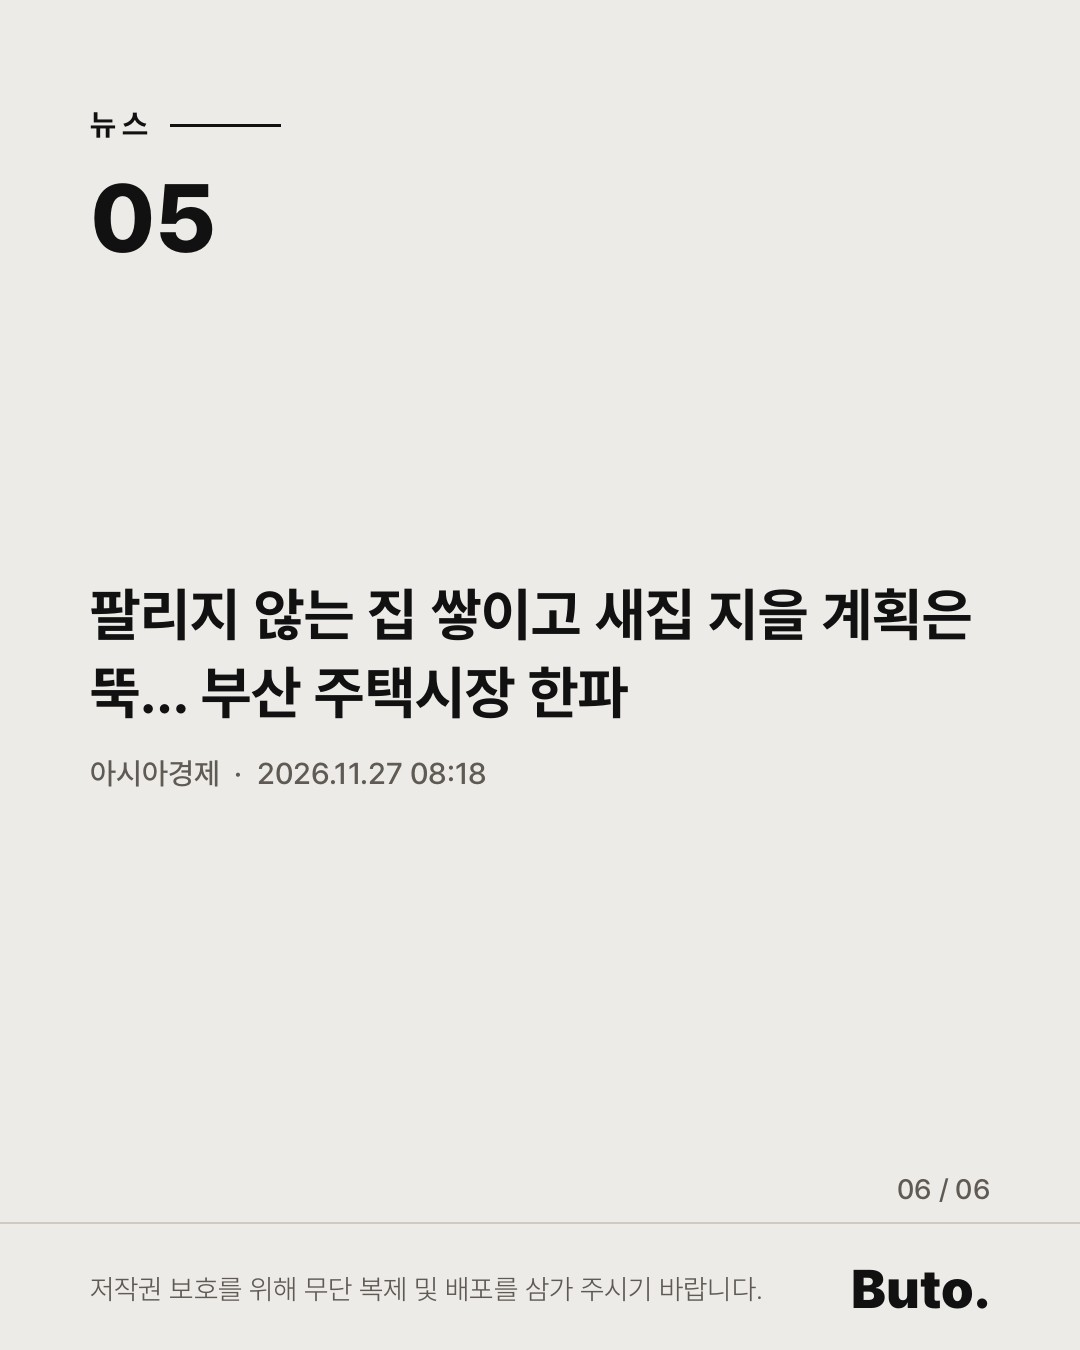 뉴스
05
팔리지 않는 집 쌓이고 새집 지을 계획은
뚝... 부산 주택시장 한파
아시아경제 · 2026.11.27 08:18
06 / 06
저작권 보호를 위해 무단 복제 및 배포를 삼가 주시기 바랍니다.
Buto.